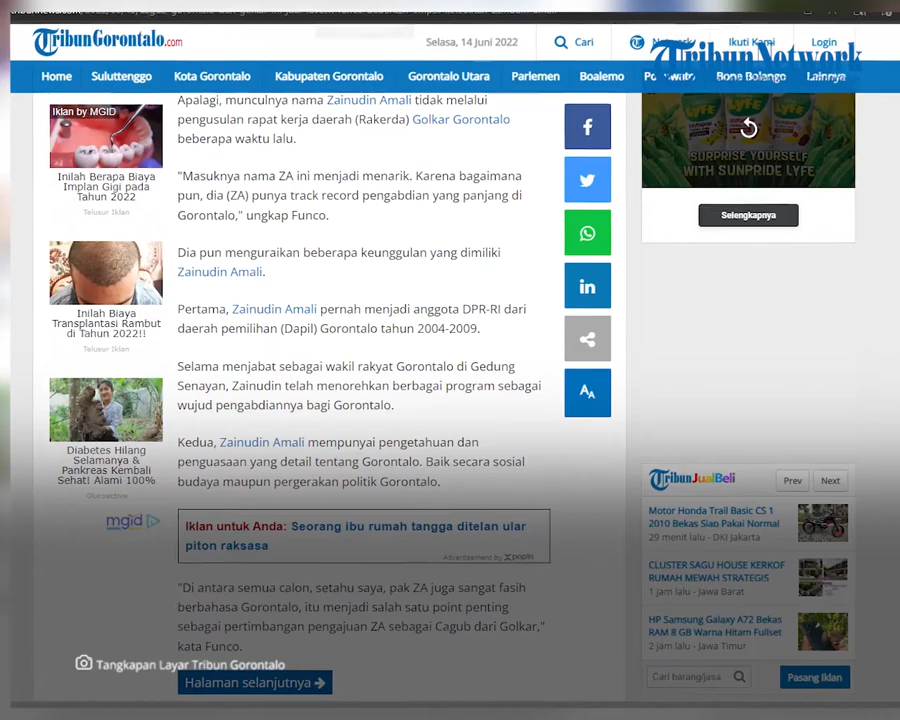 TribunGorontalo.com
Selasa, 14 Juni 2022
Cari
Network
Ikuti Kami
Login
TribunNetwork
Home
Suluttenggo
Kota Gorontalo
Kabupaten Gorontalo
Gorontalo Utara
Parlemen
Boalemo
Pohuwato
Bone Bolango
Lainnya
Iklan by MGID
Inilah Berapa Biaya
Implan Gigi pada
Tahun 2022
Telusur Iklan
Inilah Biaya
Transplantasi Rambut
di Tahun 2022!!
Telusur Iklan
Diabetes Hilang
Selamanya &
Pankreas Kembali
Sehat! Alami 100%
Glucoactive
mgid
Apalagi, munculnya nama Zainudin Amali tidak melalui
pengusulan rapat kerja daerah (Rakerda) Golkar Gorontalo
beberapa waktu lalu.
"Masuknya nama ZA ini menjadi menarik. Karena bagaimana
pun, dia (ZA) punya track record pengabdian yang panjang di
Gorontalo," ungkap Funco.
Dia pun menguraikan beberapa keunggulan yang dimiliki
Zainudin Amali.
Pertama, Zainudin Amali pernah menjadi anggota DPR-RI dari
daerah pemilihan (Dapil) Gorontalo tahun 2004-2009.
Selama menjabat sebagai wakil rakyat Gorontalo di Gedung
Senayan, Zainudin telah menorehkan berbagai program sebagai
wujud pengabdiannya bagi Gorontalo.
Kedua, Zainudin Amali mempunyai pengetahuan dan
penguasaan yang detail tentang Gorontalo. Baik secara sosial
budaya maupun pergerakan politik Gorontalo.
Iklan untuk Anda: Seorang ibu rumah tangga ditelan ular
piton raksasa
Advertisement by popin
"Di antara semua calon, setahu saya, pak ZA juga sangat fasih
berbahasa Gorontalo, itu menjadi salah satu point penting
sebagai pertimbangan pengajuan ZA sebagai Cagub dari Golkar,"
kata Funco.
Halaman selanjutnya
Tangkapan Layar Tribun Gorontalo
LYFE
LYFE
SURPRISE YOURSELF
WITH SUNPRIDE LYFE
Selengkapnya
TribunJualBeli
Prev
Next
Motor Honda Trail Basic CS 1
2010 Bekas Siap Pakai Normal
29 menit lalu - DKI Jakarta
CLUSTER SAGU HOUSE KERKOF
RUMAH MEWAH STRATEGIS
1 jam lalu - Jawa Barat
HP Samsung Galaxy A72 Bekas
RAM 8 GB Warna Hitam Fullset
2 jam lalu - Jawa Timur
Cari barang/jasa
Pasang Iklan